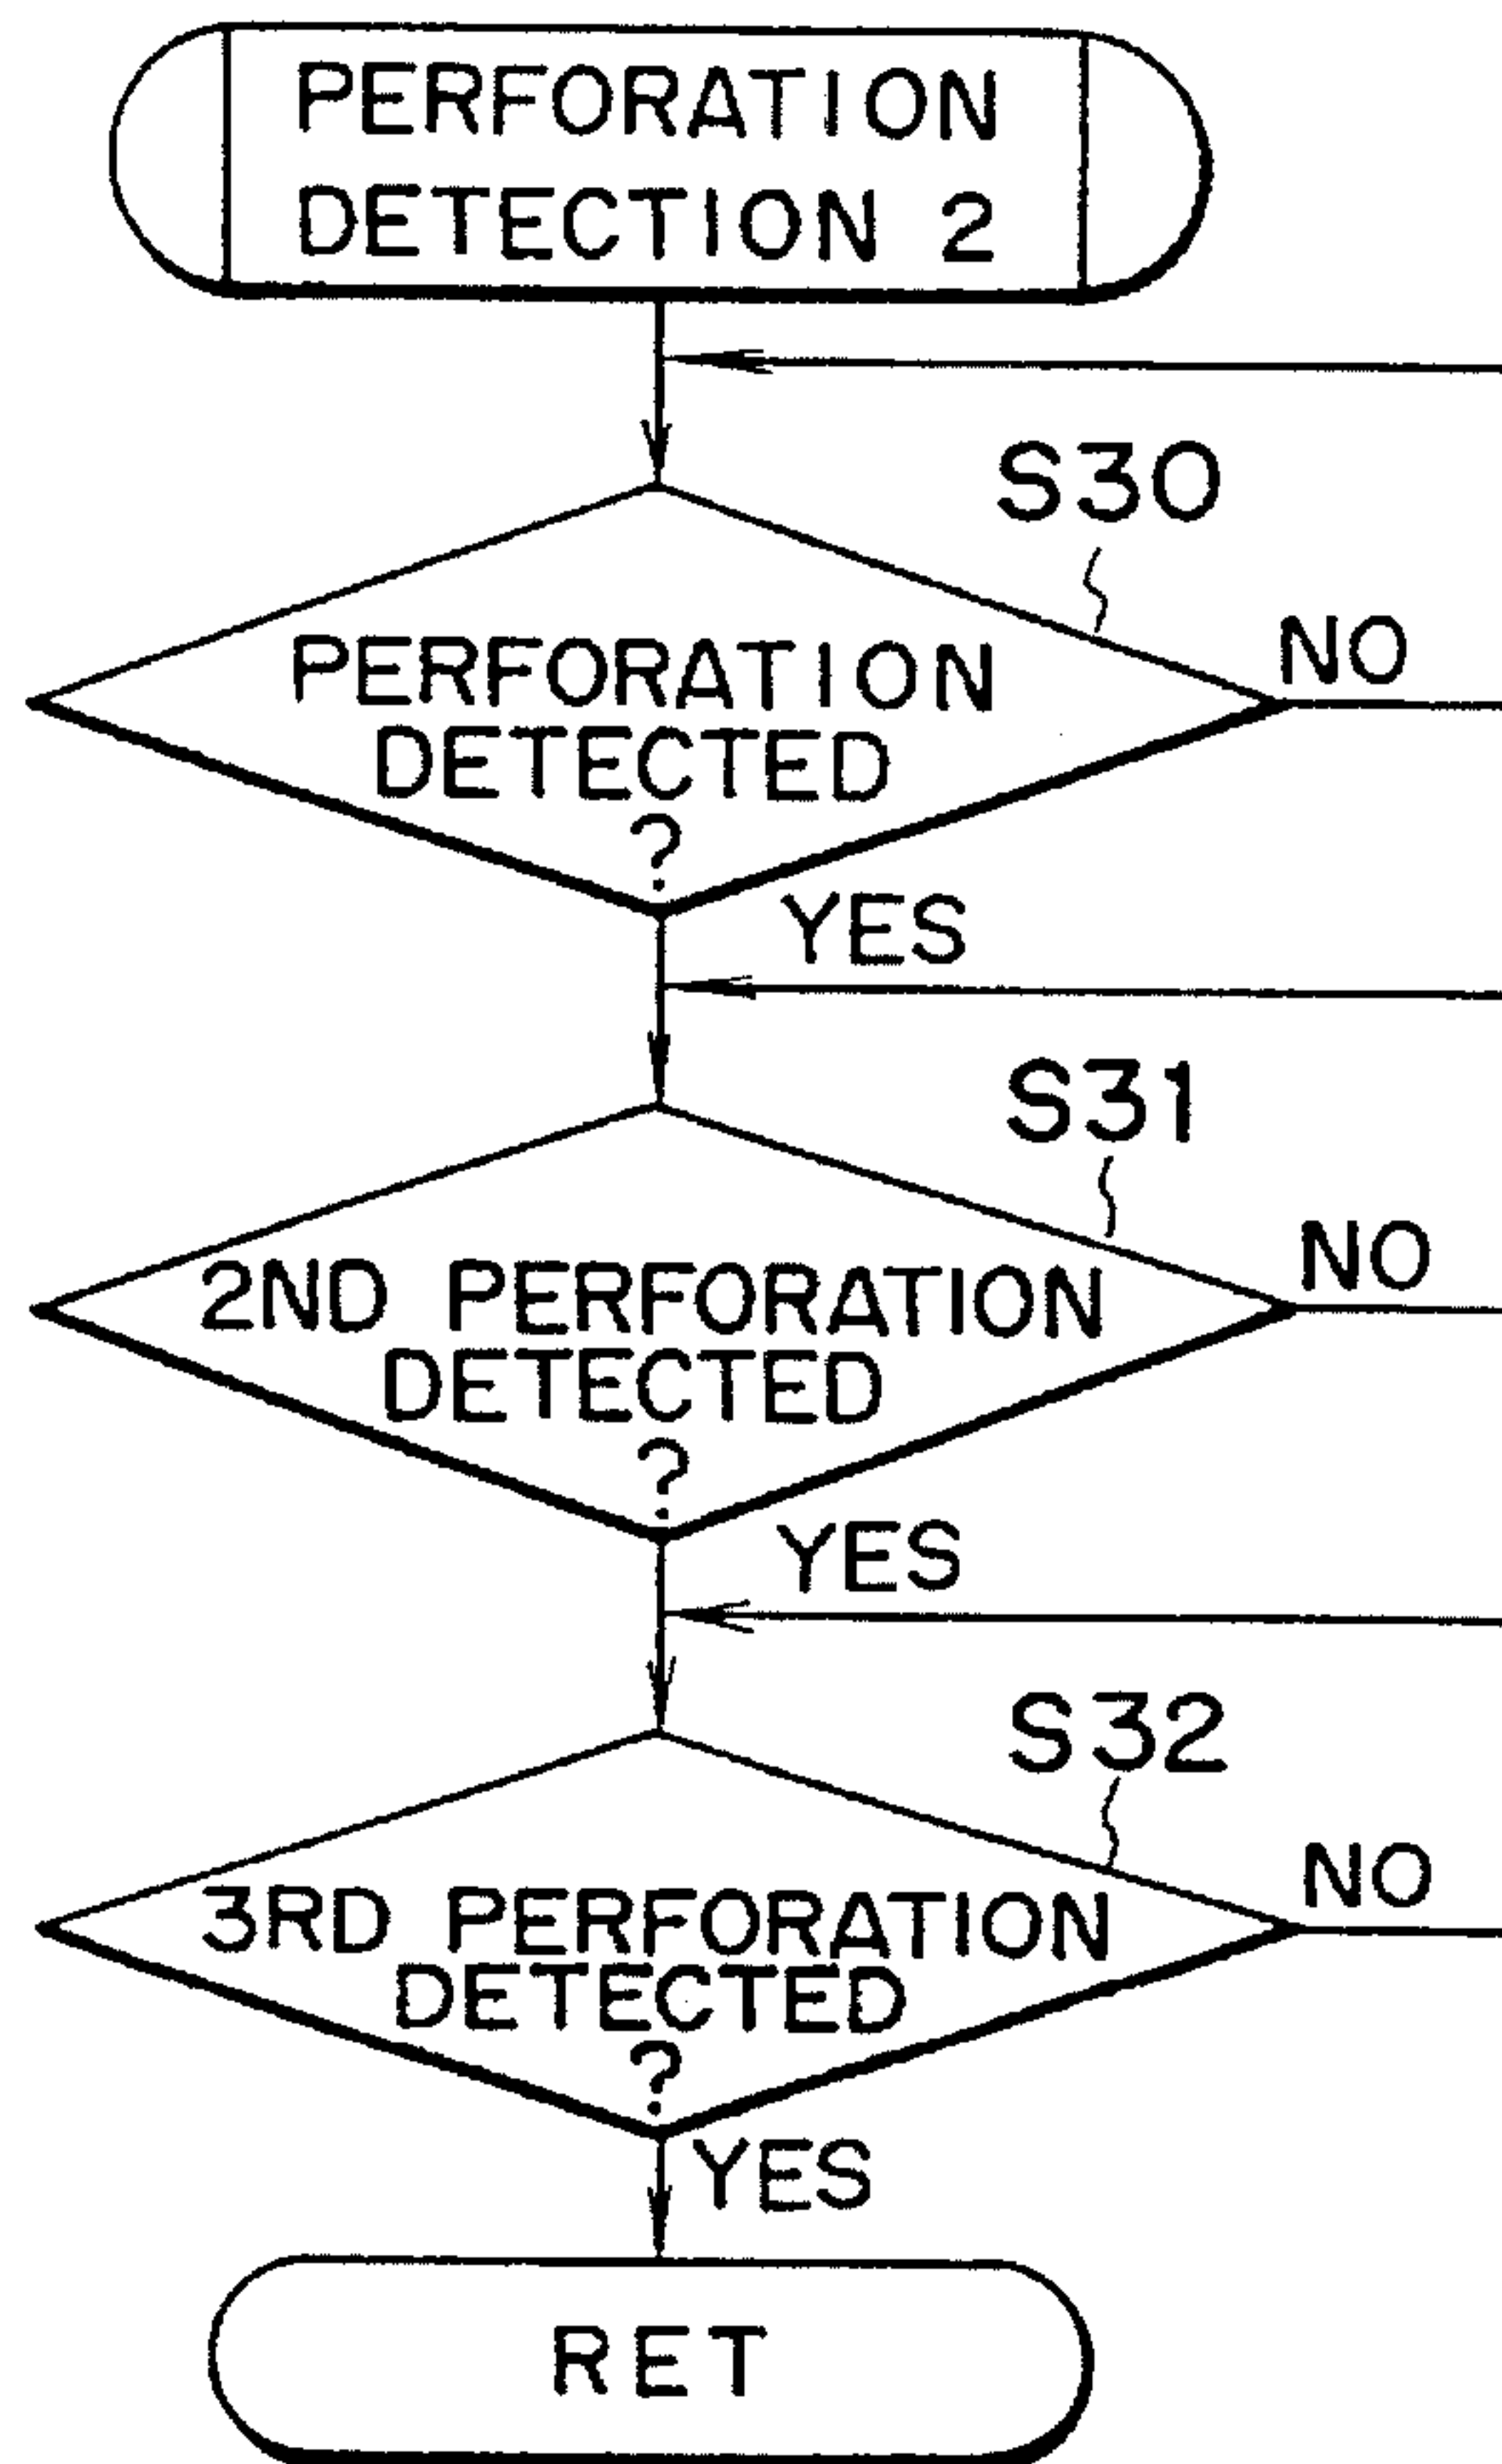 PERFORATION
DETECTION 2
S30
NO
PERFORATION
DETECTED
?
YES
S31
NO
2ND PERFORATION
DETECTED
?
YES
S32
NO
3RD PERFORATION
DETECTED
?
YES
RET